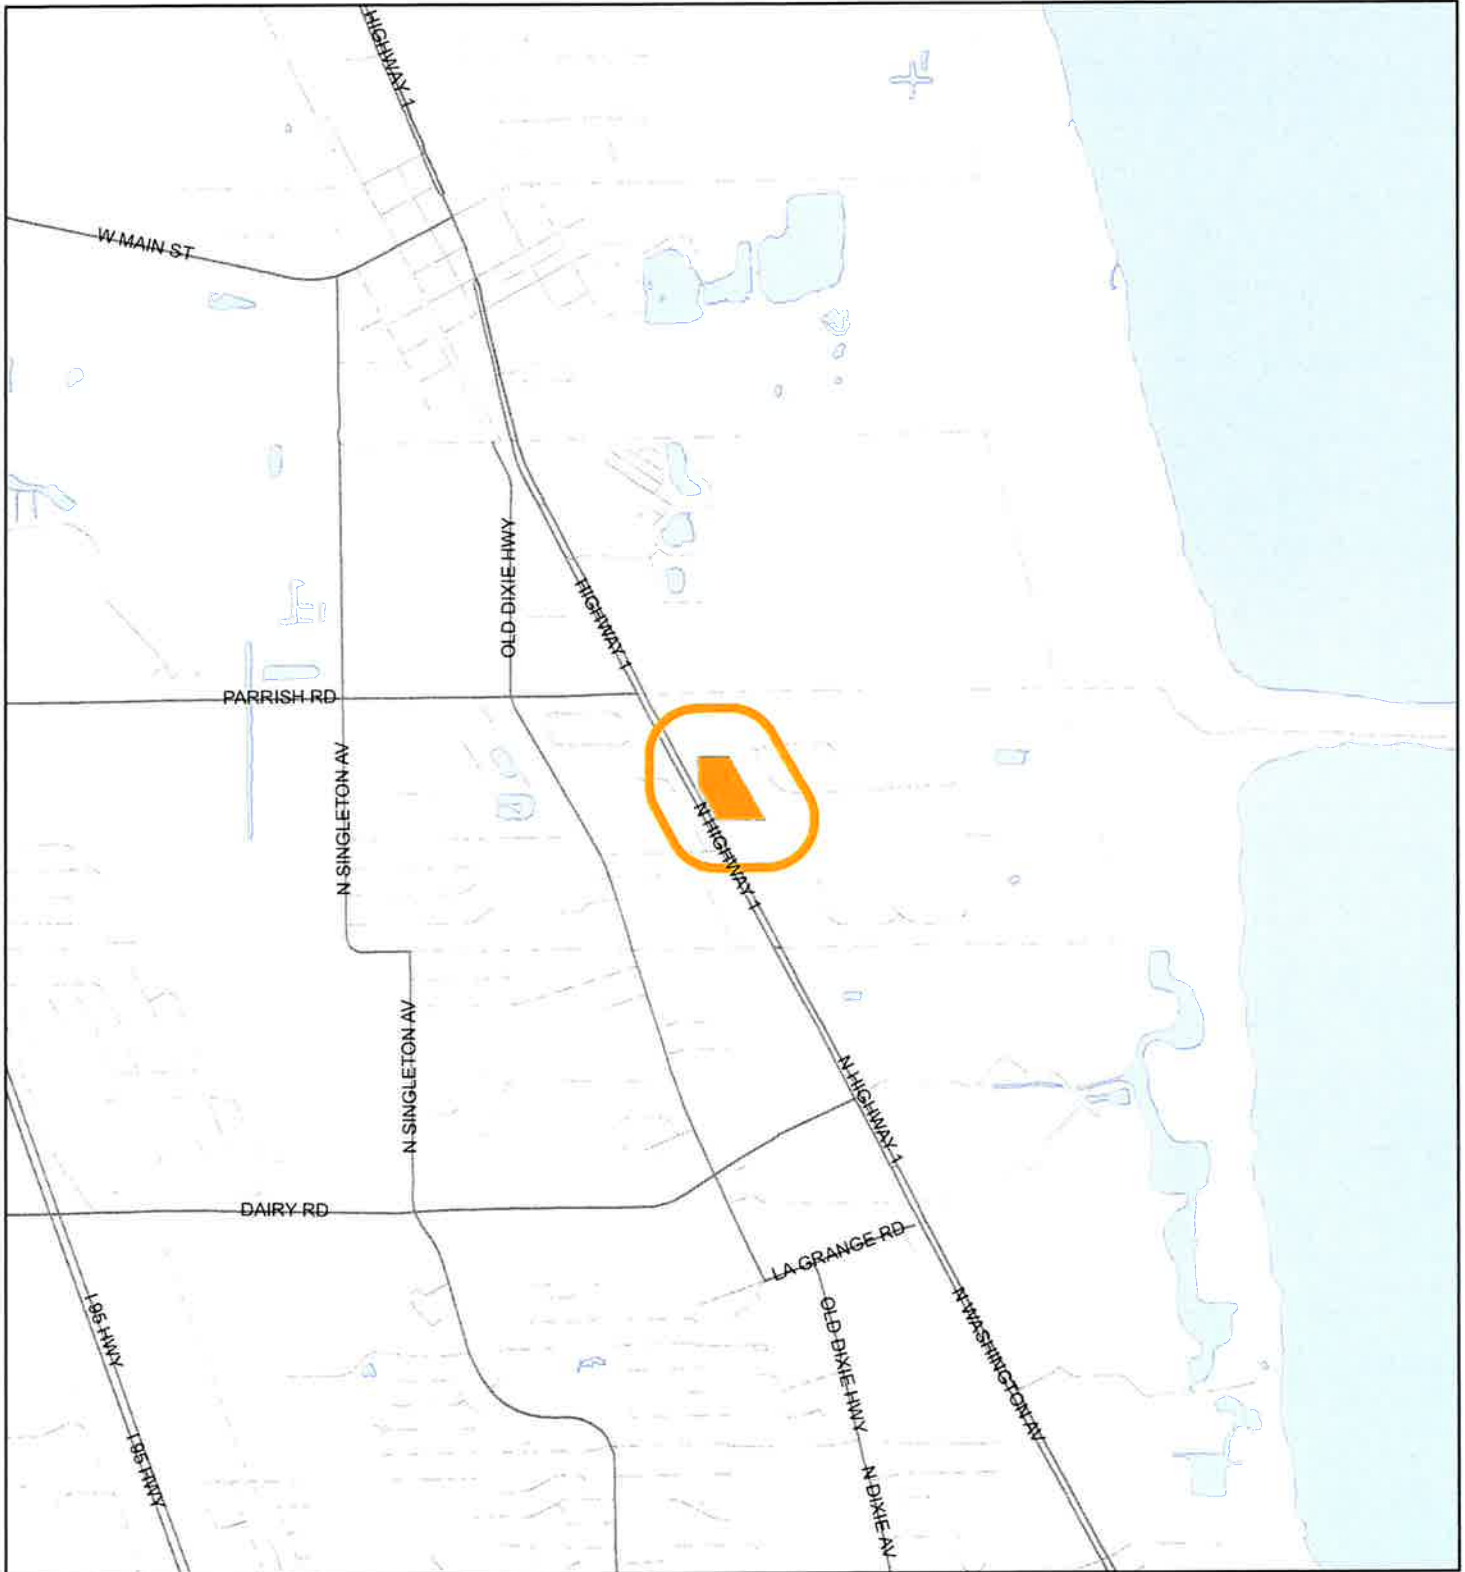 HIGHWAY 1
W MAIN ST
OLD DIXIE HWY
HIGHWAY 1
PARRISH RD
N SINGLETON AV
N HIGHWAY 1
N SINGLETON AV
N HIGHWAY 1
DAIRY RD
LA GRANGE RD
I 95 HWY
OLD DIXIE HWY
N WASHINGTON AV
I 95 HWY
N DIXIE AV